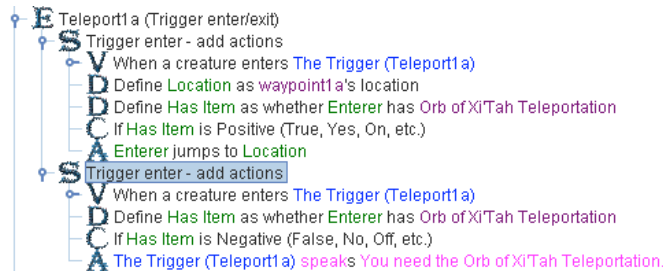 E Teleport1a (Trigger enter/exit)
S Trigger enter - add actions
V When a creature enters The Trigger (Teleport1a)
D Define Location as waypoint1a's location
D Define Has Item as whether Enterer has Orb of Xi'Tah Teleportation
C If Has Item is Positive (True, Yes, On, etc.)
A Enterer jumps to Location
S Trigger enter - add actions
V When a creature enters The Trigger (Teleport1a)
D Define Has Item as whether Enterer has Orb of Xi'Tah Teleportation
C If Has Item is Negative (False, No, Off, etc.)
A The Trigger (Teleport1a) speaks You need the Orb of Xi'Tah Teleportation.